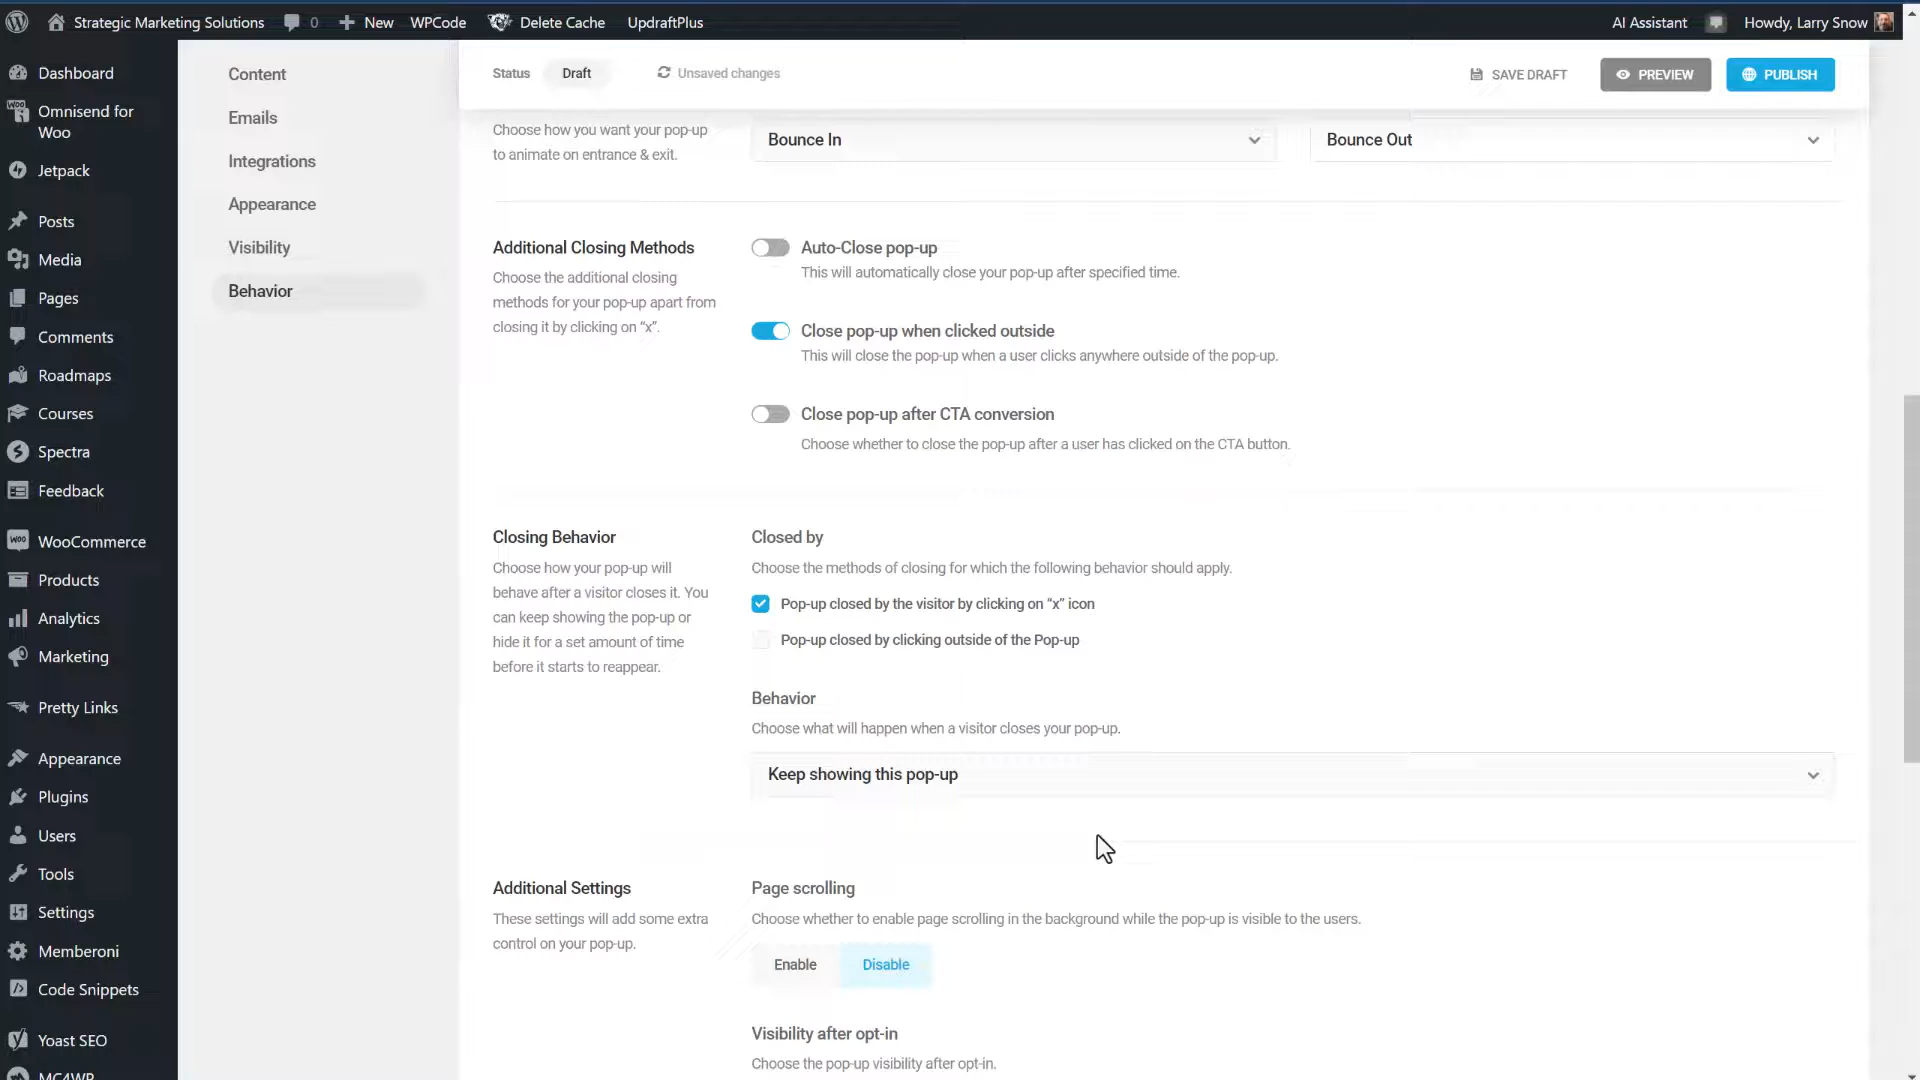 Strategic Marketing Solutions
0
New
WPCode
Delete Cache
UpdraftPlus
AI Assistant
Howdy, Larry Snow
Dashboard
Omnisend for
Woo
Jetpack
Posts
Media
Pages
Comments
Roadmaps
Courses
Spectra
Feedback
WooCommerce
Products
Analytics
Marketing
Pretty Links
Appearance
Plugins
Users
Tools
Settings
Memberoni
Code Snippets
Yoast SEO
MC4WP
Content
Emails
Integrations
Appearance
Visibility
Behavior
Status
Draft
Unsaved changes
SAVE DRAFT
PREVIEW
PUBLISH
Choose how you want your pop-up
to animate on entrance & exit.
Bounce In
Bounce Out
Additional Closing Methods
Choose the additional closing
methods for your pop-up apart from
closing it by clicking on “x”.
Auto-Close pop-up
This will automatically close your pop-up after specified time.
Close pop-up when clicked outside
This will close the pop-up when a user clicks anywhere outside of the pop-up.
Close pop-up after CTA conversion
Choose whether to close the pop-up after a user has clicked on the CTA button.
Closing Behavior
Choose how your pop-up will
behave after a visitor closes it. You
can keep showing the pop-up or
hide it for a set amount of time
before it starts to reappear.
Closed by
Choose the methods of closing for which the following behavior should apply.
Pop-up closed by the visitor by clicking on “x” icon
Pop-up closed by clicking outside of the Pop-up
Behavior
Choose what will happen when a visitor closes your pop-up.
Keep showing this pop-up
Additional Settings
These settings will add some extra
control on your pop-up.
Page scrolling
Choose whether to enable page scrolling in the background while the pop-up is visible to the users.
Enable
Disable
Visibility after opt-in
Choose the pop-up visibility after opt-in.